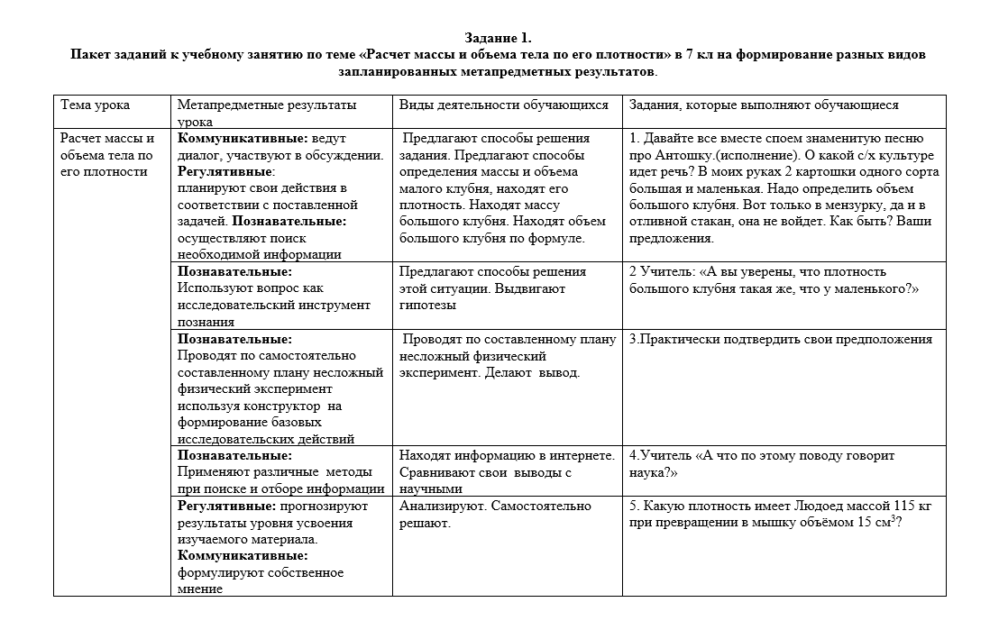 Задание 1.
Пакет заданий к учебному занятию по теме «Расчет массы и объема тела по его плотности» в 7 кл на формирование разных видов
запланированных метапредметных результатов.
Тема урока
Метапредметные результаты
урока
Виды деятельности обучающихся
Задания, которые выполняют обучающиеся
Расчет массы и
объема тела по
его плотности
Коммуникативные: ведут
диалог, участвуют в обсуждении.
Регулятивные:
планируют свои действия в
соответствии с поставленной
задачей. Познавательные:
осуществляют поиск
необходимой информации
Предлагают способы решения
задания. Предлагают способы
определения массы и объема
малого клубня, находят его
плотность. Находят массу
большого клубня. Находят объем
большого клубня по формуле.
1. Давайте все вместе споем знаменитую песню
про Антошку.(исполнение). О какой с/х культуре
идет речь? В моих руках 2 картошки одного сорта
большая и маленькая. Надо определить объем
большого клубня. Вот только в мензурку, да и в
отливной стакан, она не войдет. Как быть? Ваши
предложения.
Познавательные:
Используют вопрос как
исследовательский инструмент
познания
Предлагают способы решения
этой ситуации. Выдвигают
гипотезы
2 Учитель: «А вы уверены, что плотность
большого клубня такая же, что у маленького?»
Познавательные:
Проводят по самостоятельно
составленному плану несложный
физический эксперимент
используя конструктор на
формирование базовых
исследовательских действий
Проводят по составленному плану
несложный физический
эксперимент. Делают вывод.
3.Практически подтвердить свои предположения
Познавательные:
Применяют различные методы
при поиске и отборе информации
Находят информацию в интернете.
Сравнивают свои выводы с
научными
4.Учитель «А что по этому поводу говорит
наука?»
Регулятивные: прогнозируют
результаты уровня усвоения
изучаемого материала.
Коммуникативные:
формулируют собственное
мнение
Анализируют. Самостоятельно
решают.
5. Какую плотность имеет Людоед массой 115 кг
при превращении в мышку объёмом 15 см³?